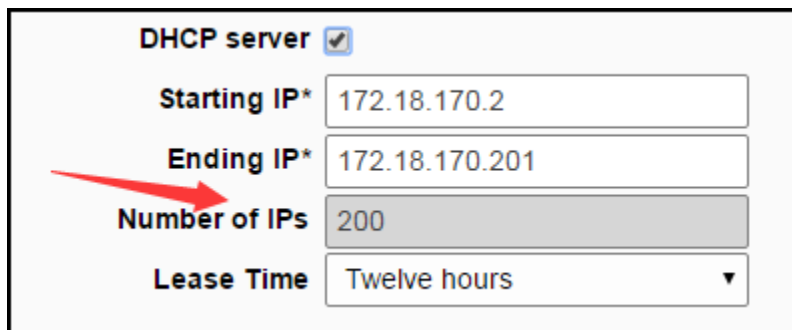 DHCP server
Starting IP* 172.18.170.2
Ending IP* 172.18.170.201
Number of IPs 200
Lease Time Twelve hours